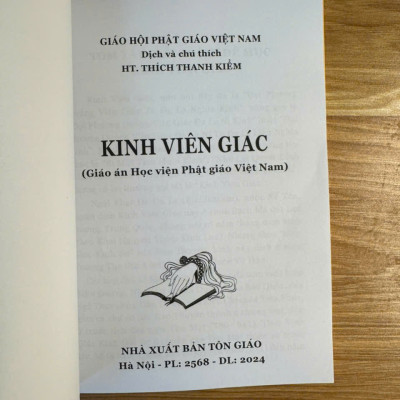 GIÁO HỘI PHẬT GIÁO VIỆT NAM
Dịch và chú thích
HT. THÍCH THANH KIỂM
KINH VIÊN GIÁC
(Giáo án Học viện Phật giáo Việt Nam)
NHÀ XUẤT BẢN TÔN GIÁO
Hà Nội - PL: 2568 - DL: 2024